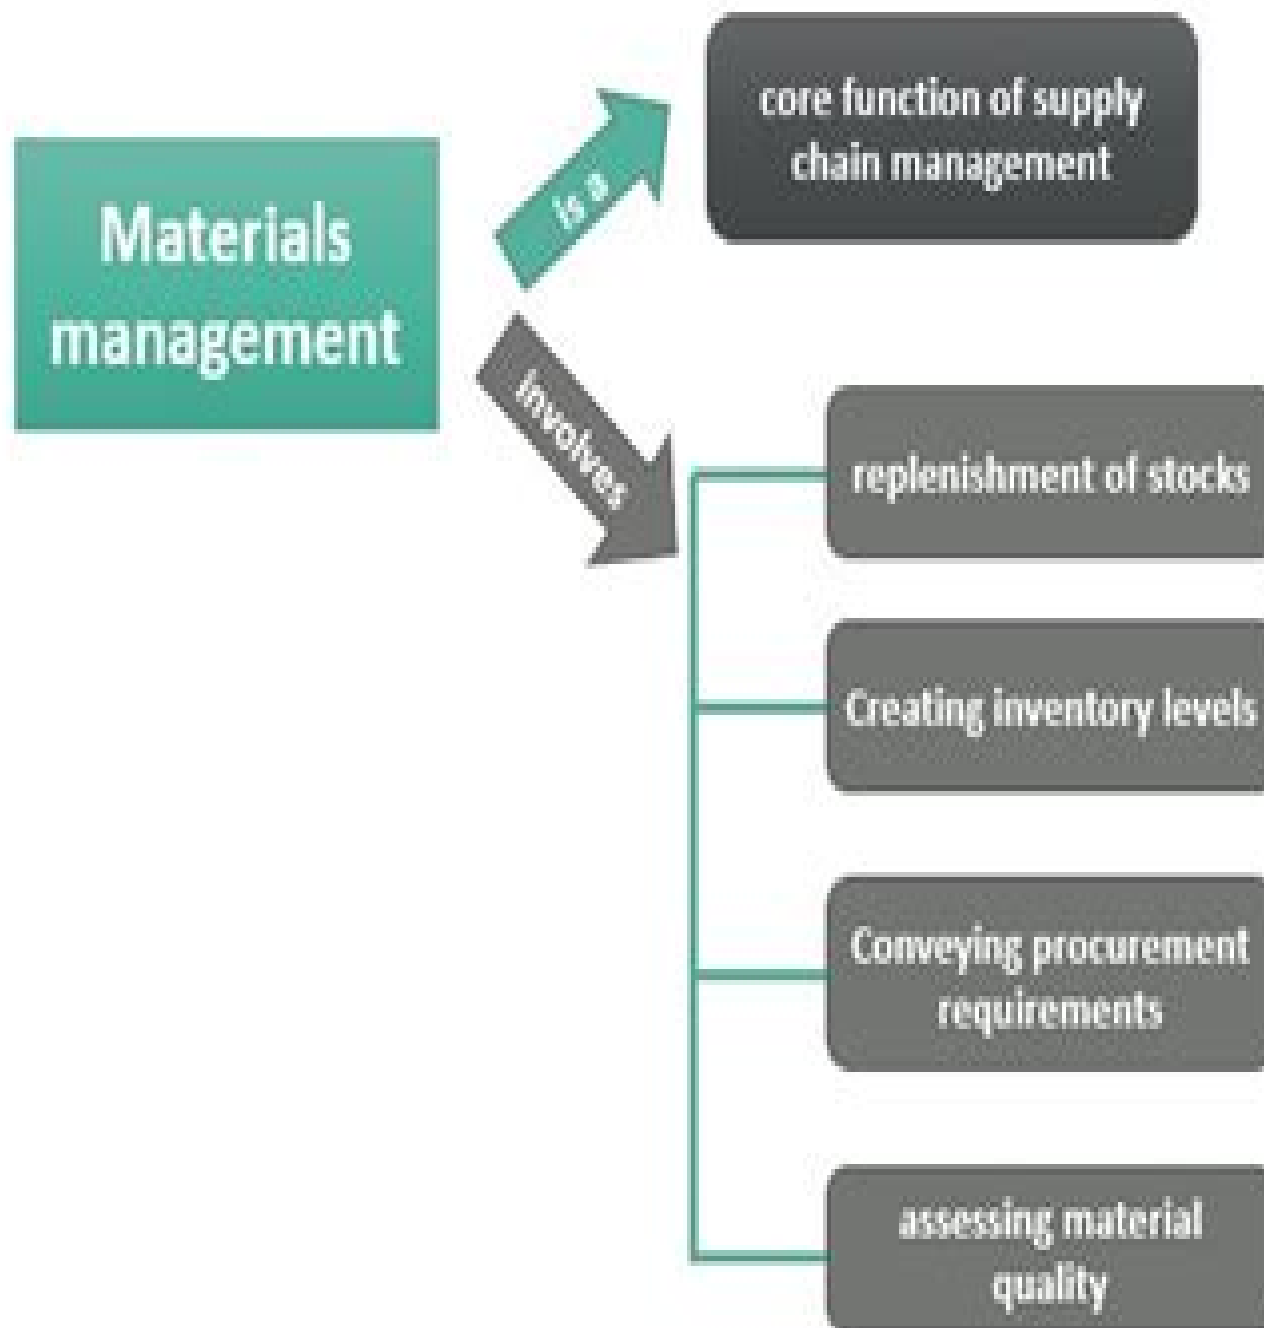 Materials
management
is a
core function of supply
chain management
involves
replenishment of stocks
Creating inventory levels
Conveying procurement
requirements
assessing material
quality